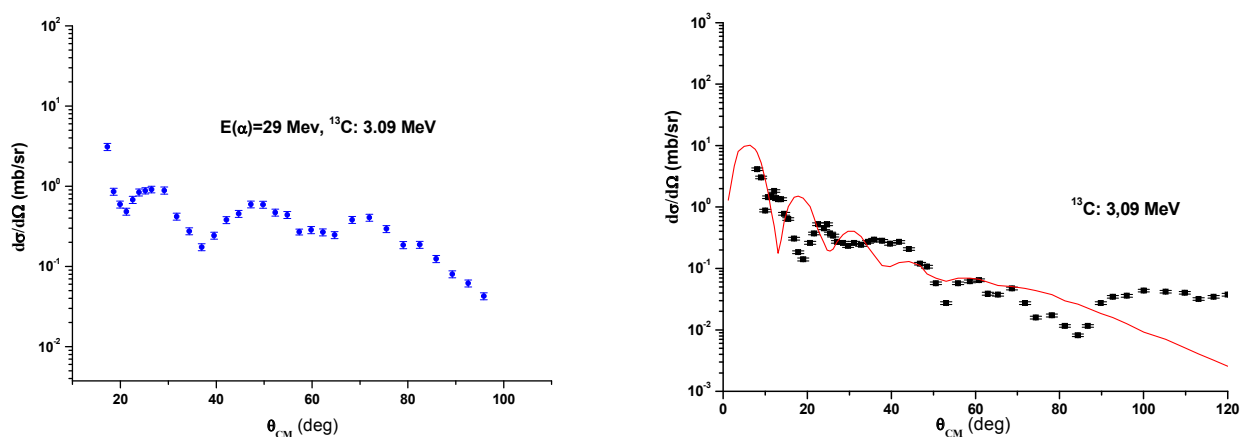 10²
10¹
10⁰
10⁻¹
10⁻²
dσ/dΩ (mb/sr)
E(α)=29 Mev, ¹³C: 3.09 MeV
20 40 60 80 100
θCM (deg)
10³
10²
10¹
10⁰
10⁻¹
10⁻²
10⁻³
dσ/dΩ (mb/sr)
¹³C: 3,09 MeV
0 20 40 60 80 100 120
θCM (deg)